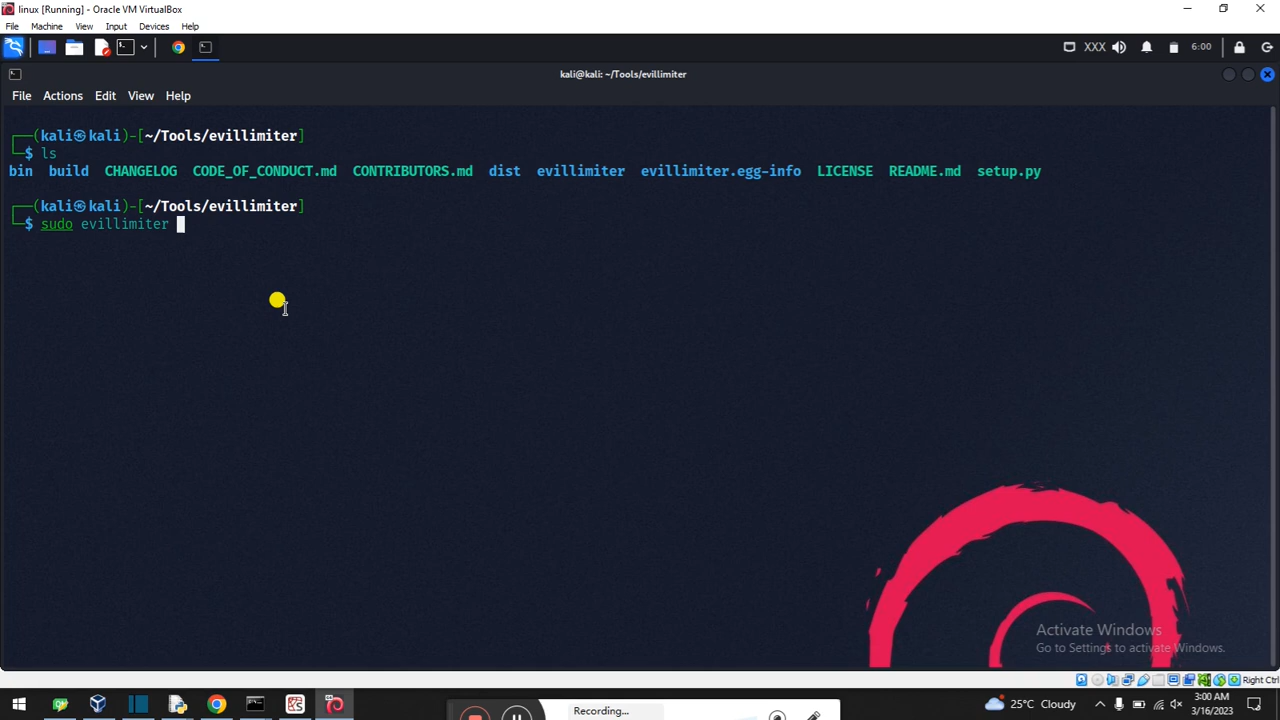 linux [Running] - Oracle VM VirtualBox
File Machine View Input Devices Help
XXX 6:00
kali@kali: ~/Tools/evillimiter
File Actions Edit View Help
┌──(kali㉿kali)-[~/Tools/evillimiter]
└─$ ls
bin build CHANGELOG CODE_OF_CONDUCT.md CONTRIBUTORS.md dist evillimiter evillimiter.egg-info LICENSE README.md setup.py
┌──(kali㉿kali)-[~/Tools/evillimiter]
└─$ sudo evillimiter
Activate Windows
Go to Settings to activate Windows.
Right Ctrl
Recording...
25°C Cloudy
3:00 AM
3/16/2023